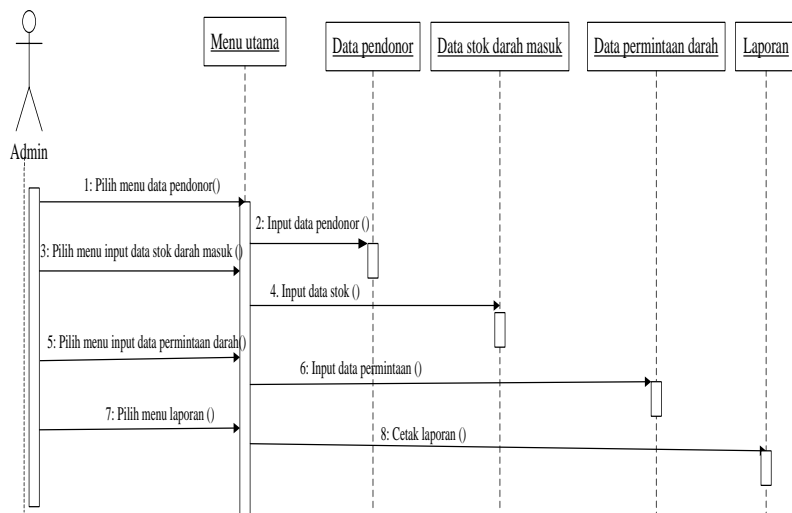 Menu utama
Data pendonor
Data stok darah masuk
Data permintaan darah
Laporan
Admin
1: Pilih menu data pendonor()
2: Input data pendonor ()
3: Pilih menu input data stok darah masuk ()
4. Input data stok ()
5: Pilih menu input data permintaan darah()
6: Input data permintaan ()
7: Pilih menu laporan ()
8: Cetak laporan ()